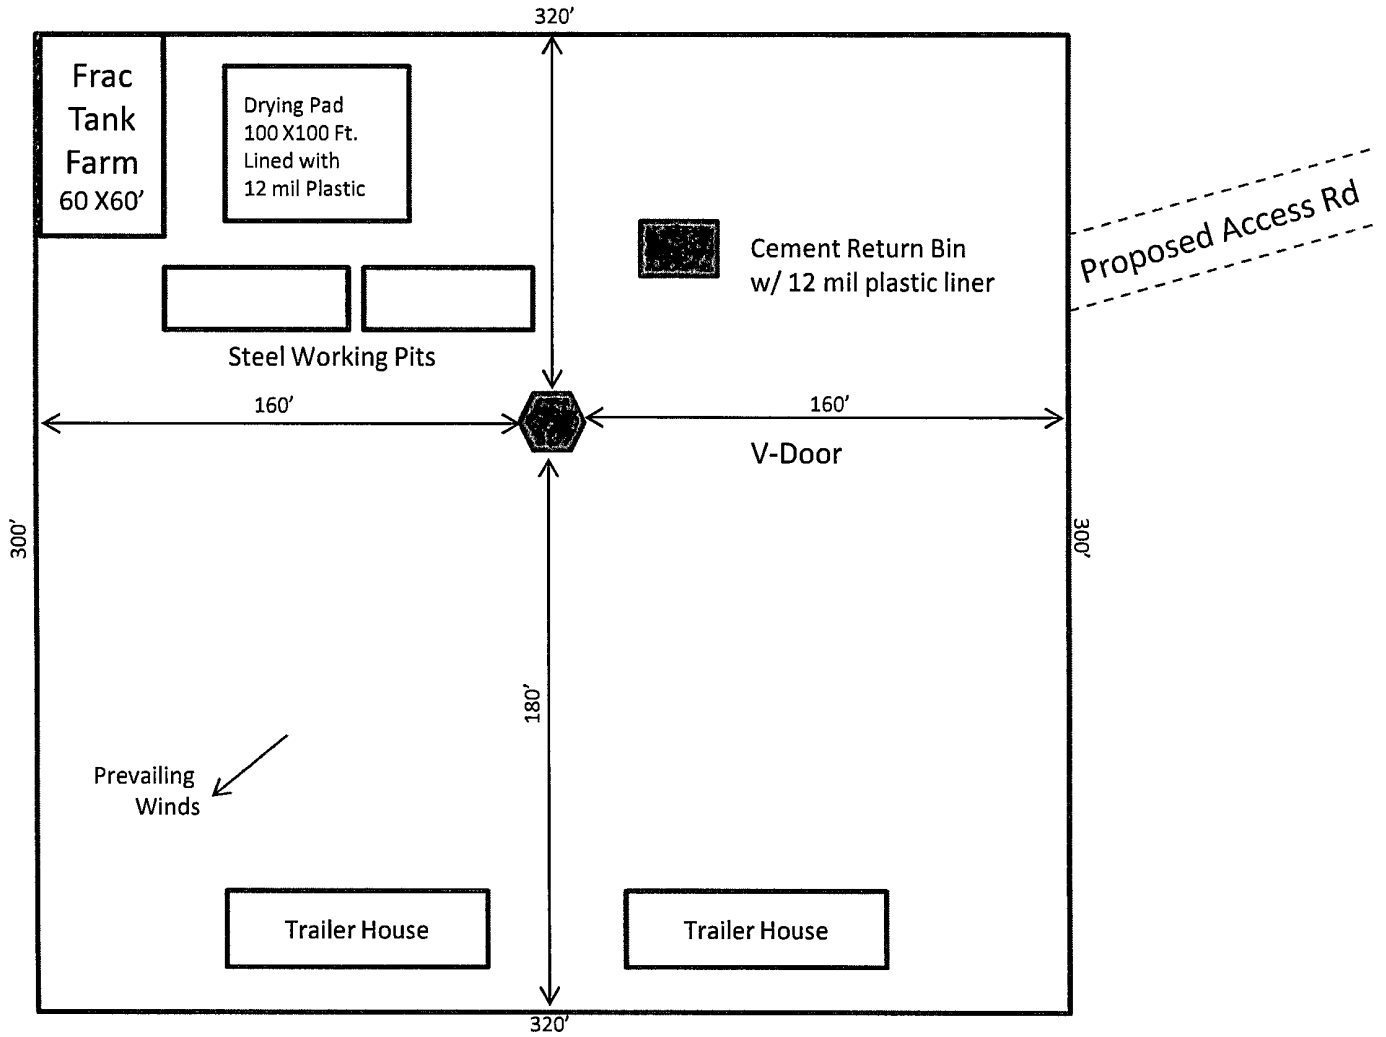 320’
Frac
Tank
Farm
60 X60’
Drying Pad
100 X100 Ft.
Lined with
12 mil Plastic
Proposed Access Rd
Cement Return Bin
w/ 12 mil plastic liner
Steel Working Pits
160’
160’
V-Door
300’
300’
180’
Prevailing
Winds
Trailer House
Trailer House
320’